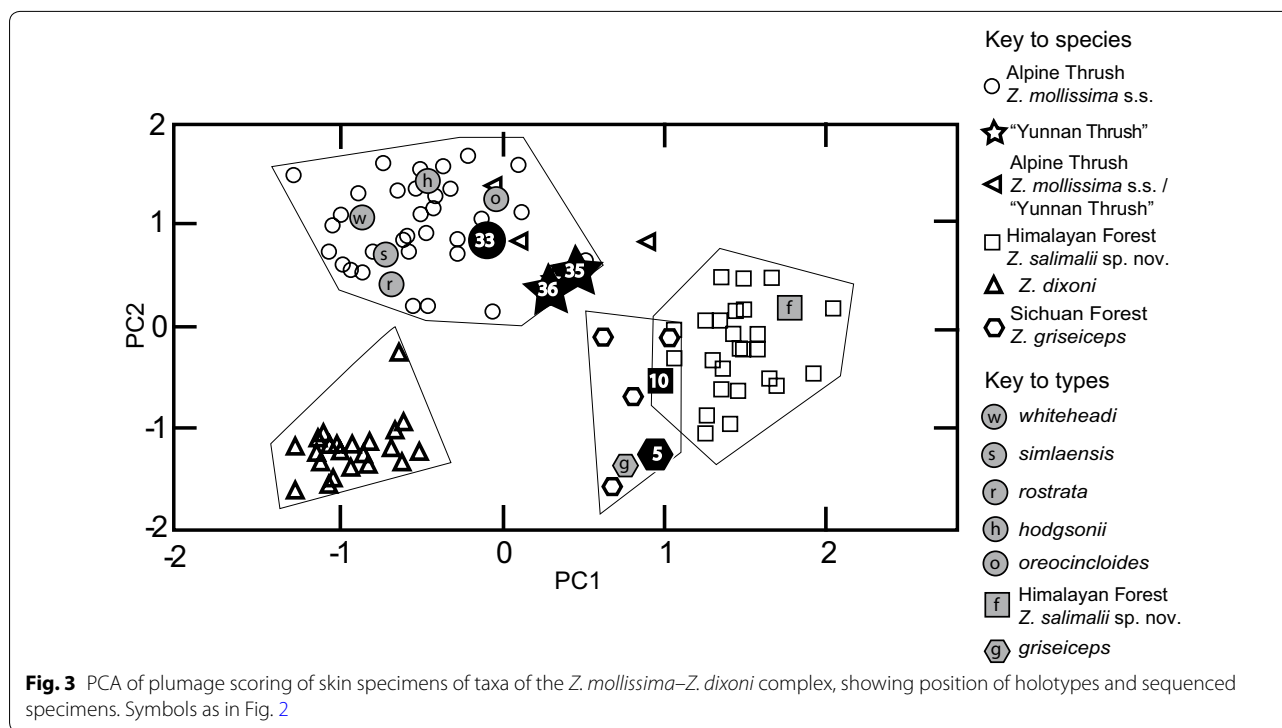 Key to species
Alpine Thrush
Z. mollissima s.s.
"Yunnan Thrush"
Alpine Thrush
Z. mollissima s.s. /
"Yunnan Thrush"
Himalayan Forest
Z. salimalii sp. nov.
Z. dixoni
Sichuan Forest
Z. griseiceps
Key to types
w whiteheadi
s simlaensis
r rostrata
h hodgsonii
o oreocincloides
f Himalayan Forest
Z. salimalii sp. nov.
g griseiceps
2
1
0
-1
-2
PC2
h
o
w
33
s
r
35
36
f
10
5
g
-2
-1
0
1
2
PC1
Fig. 3 PCA of plumage scoring of skin specimens of taxa of the Z. mollissima–Z. dixoni complex, showing position of holotypes and sequenced
specimens. Symbols as in Fig. 2